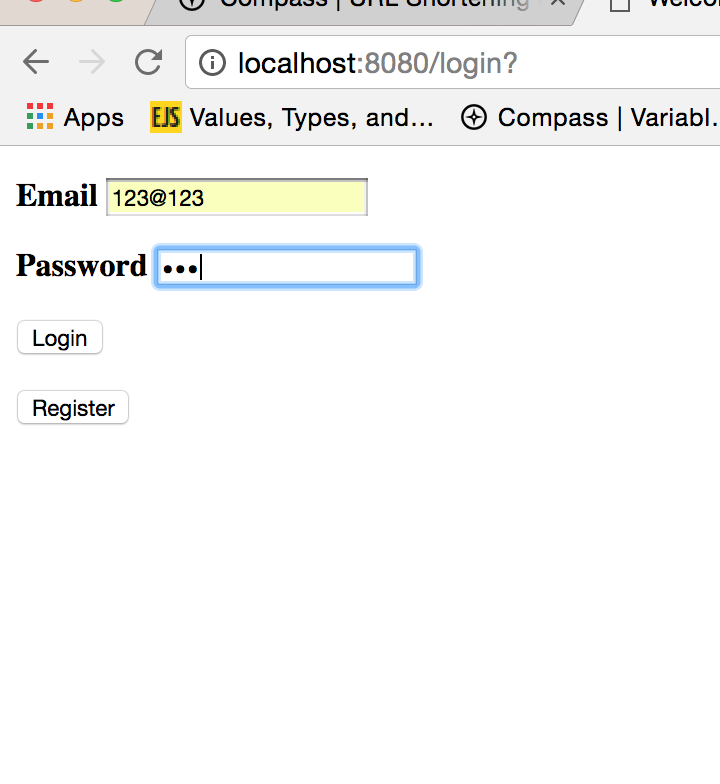 Compass | URL Shortening
localhost:8080/login?
Apps EJS Values, Types, and... Compass | Variabl...
Email 123@123
Password •••
Login
Register